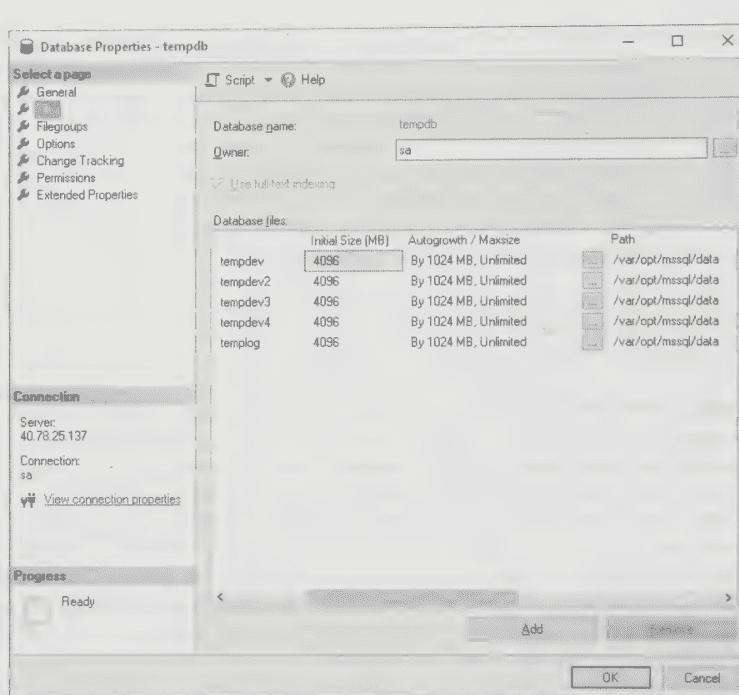 Database Properties - tempdb
Select a page
General
Filegroups
Options
Change Tracking
Permissions
Extended Properties
Script
Help
Database name:
tempdb
Owner:
sa
...
Use full-text indexing
Database files:
Initial Size (MB) Autogrowth / Maxsize Path
tempdev 4096 By 1024 MB, Unlimited ... /var/opt/mssql/data
tempdev2 4096 By 1024 MB, Unlimited ... /var/opt/mssql/data
tempdev3 4096 By 1024 MB, Unlimited ... /var/opt/mssql/data
tempdev4 4096 By 1024 MB, Unlimited ... /var/opt/mssql/data
templog 4096 By 1024 MB, Unlimited ... /var/opt/mssql/data
Connection
Server:
40.78.25.137
Connection:
sa
View connection properties
Progress
Ready
Add
Remove
OK
Cancel